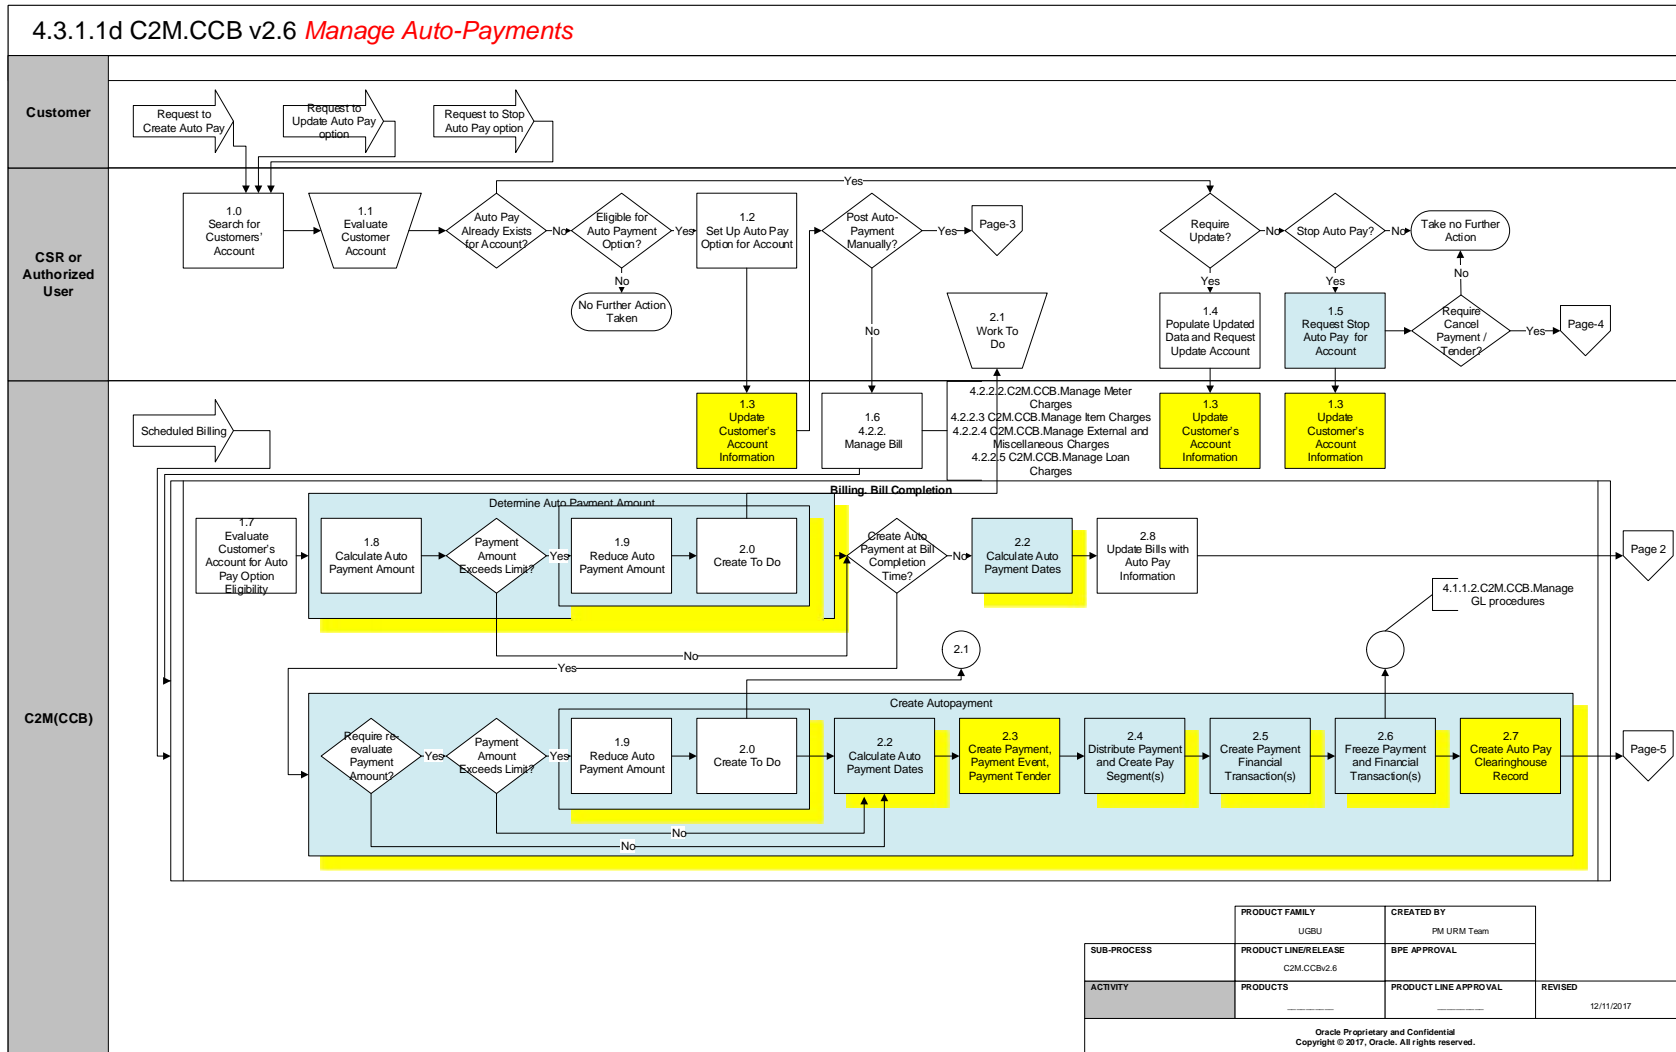 4.3.1.1d C2M.CCB v2.6 Manage Auto-Payments
Customer
Request to
Create Auto Pay
Request to
Update Auto Pay
option
Request to Stop
Auto Pay option
CSR or
Authorized
User
Yes
1.0
Search for
Customers'
Account
1.1
Evaluate
Customer
Account
Auto Pay
Already Exists
for Account?
No
Eligible for
Auto Payment
Option?
Yes
1.2
Set Up Auto Pay
Option for Account
Post Auto-
Payment
Manually?
Yes
Page-3
Require
Update?
No
Stop Auto Pay?
No
Take no Further
Action
No
No Further Action
Taken
No
2.1
Work To
Do
Yes
1.4
Populate Updated
Data and Request
Update Account
Yes
1.5
Request Stop
Auto Pay for
Account
No
Require
Cancel
Payment /
Tender?
Yes
Page-4
C2M(CCB)
Scheduled Billing
1.3
Update
Customer's
Account
Information
1.6
4.2.2.
Manage Bill
4.2.2.2.C2M.CCB.Manage Meter
Charges
4.2.2.3 C2M.CCB.Manage Item Charges
4.2.2.4 C2M.CCB.Manage External and
Miscellaneous Charges
4.2.2.5 C2M.CCB.Manage Loan
Charges
1.3
Update
Customer's
Account
Information
1.3
Update
Customer's
Account
Information
Billing. Bill Completion
Determine Auto Payment Amount
1.7
Evaluate
Customer's
Account for Auto
Pay Option
Eligibility
1.8
Calculate Auto
Payment Amount
Payment
Amount
Exceeds Limit?
Yes
1.9
Reduce Auto
Payment Amount
2.0
Create To Do
Create Auto
Payment at Bill
Completion
Time?
No
2.2
Calculate Auto
Payment Dates
2.8
Update Bills with
Auto Pay
Information
Page 2
4.1.1.2.C2M.CCB.Manage
GL procedures
No
Yes
2.1
Create Autopayment
Require re-
evaluate
Payment
Amount?
Yes
Payment
Amount
Exceeds Limit?
Yes
1.9
Reduce Auto
Payment Amount
2.0
Create To Do
2.2
Calculate Auto
Payment Dates
2.3
Create Payment,
Payment Event,
Payment Tender
2.4
Distribute Payment
and Create Pay
Segment(s)
2.5
Create Payment
Financial
Transaction(s)
2.6
Freeze Payment
and Financial
Transaction(s)
2.7
Create Auto Pay
Clearinghouse
Record
Page-5
No
No
PRODUCT FAMILY
UGBU
CREATED BY
PM URM Team
SUB-PROCESS
PRODUCT LINE/RELEASE
C2M.CCBv2.6
BPE APPROVAL
ACTIVITY
PRODUCTS
PRODUCT LINE APPROVAL
REVISED
12/11/2017
Oracle Proprietary and Confidential
Copyright © 2017, Oracle. All rights reserved.